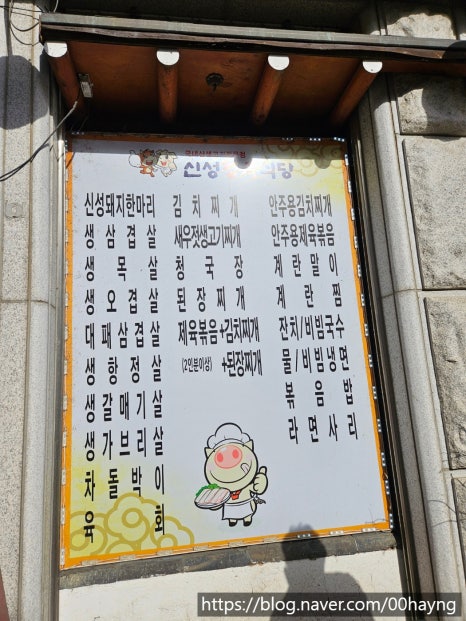 신성 식당
신성돼지한마리
생삼겹살
생목살
생오겹살
대패삼겹살
생항정살
생갈매기살
생가브리살
차돌박이
육회
김치찌개
새우젓생고기찌개
청국장
된장찌개
제육볶음+김치찌개
(2인분이상) +된장찌개
안주용김치찌개
안주용제육볶음
계란말이
계란찜
잔치/비빔국수
물/비빔냉면
볶음밥
라면사리
https://blog.naver.com/00hayng